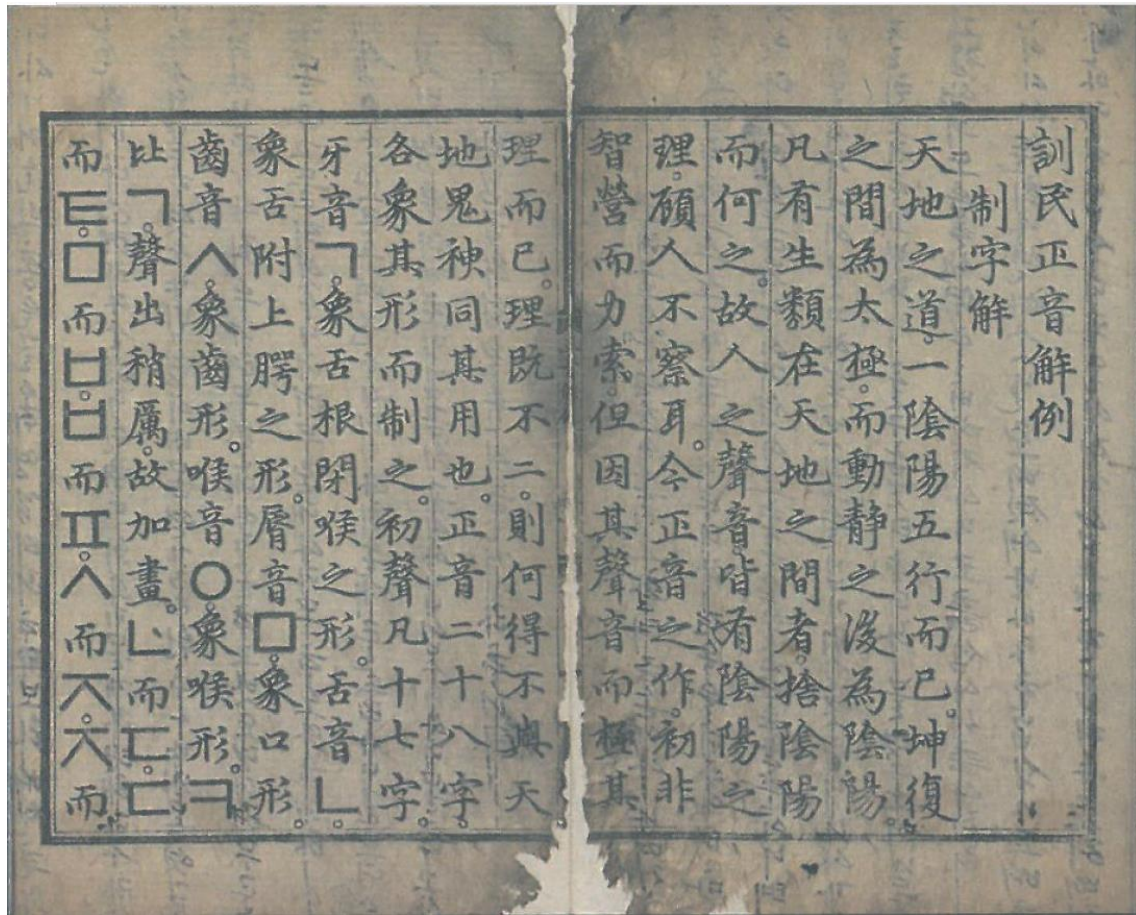 訓民正音解例
制字解
天地之道。一陰陽五行而已。坤復
之間為太極。而動静之後為陰陽。
凡有生類在天地之間者。捨陰陽
而何之。故人之聲音。皆有陰陽之
理。顧人不察耳。今正音之作。初非
智營而力索。但因其聲音而極其
理而已。理既不二。則何得不與天
地鬼神同其用也。正音二十八字。
各象其形而制之。初聲凡十七字。
牙音ㄱ。象舌根閉喉之形。舌音ㄴ。
象舌附上腭之形。脣音ㅁ。象口形。
齒音ㅅ。象齒形。喉音ㅇ。象喉形。ㅋ
比ㄱ。聲出稍厲。故加畫。ㄴ而ㄷ。ㄷ
而ㅌ。ㅁ而ㅂ。ㅂ而ㅍ。ㅅ而ㅈ。ㅈ而